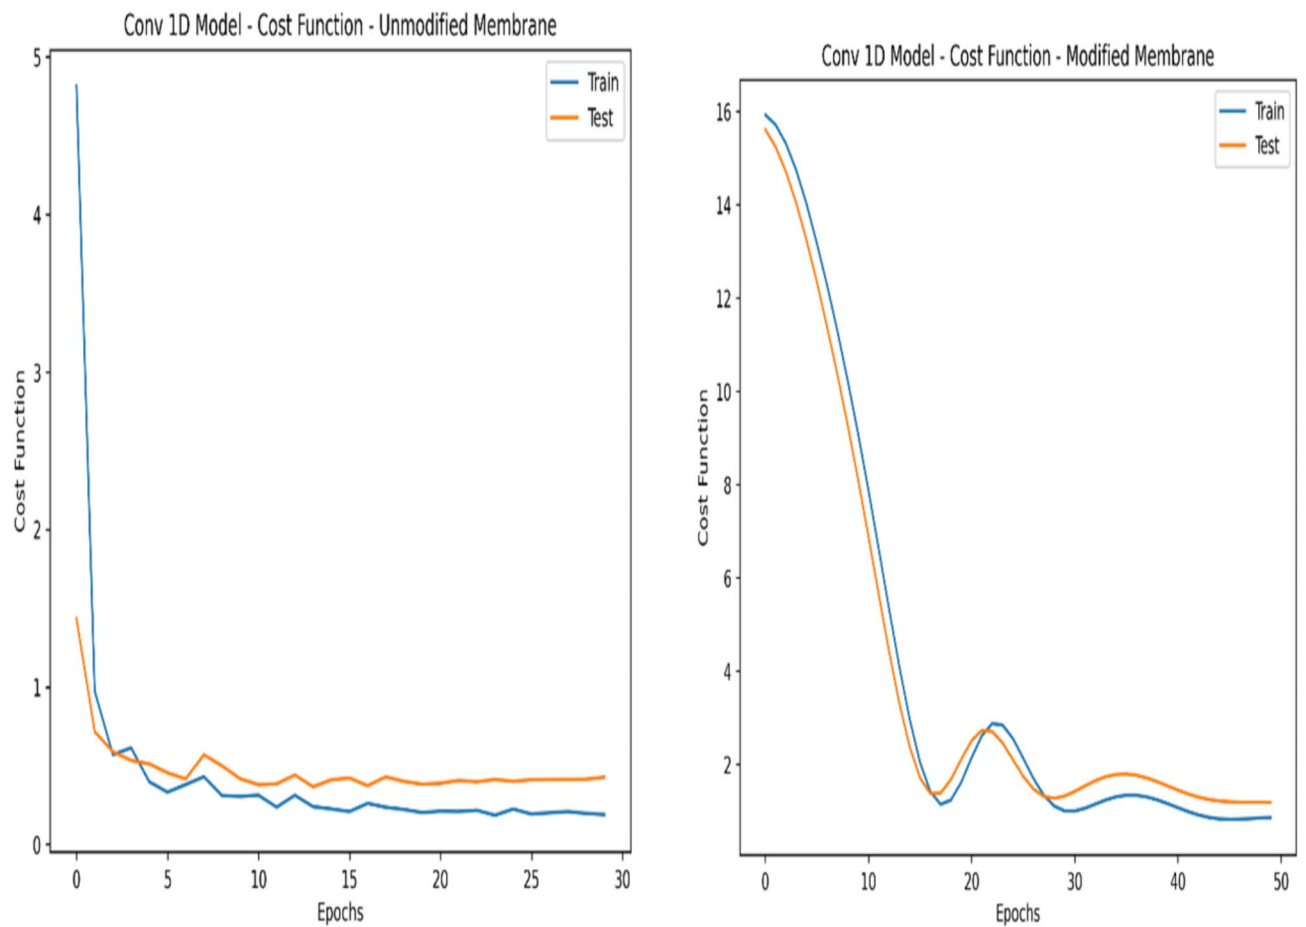 Conv 1D Model - Cost Function - Unmodified Membrane
5
4
3
2
1
0
Cost Function
Train
Test
0 5 10 15 20 25 30
Epochs
Conv 1D Model - Cost Function - Modified Membrane
16
14
12
10
8
6
4
2
Cost Function
Train
Test
0 10 20 30 40 50
Epochs